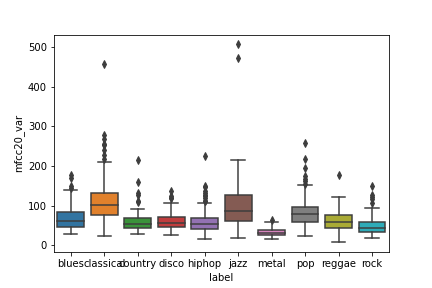 500
400
300
200
100
0
mfcc20_var
blues classical country disco hiphop jazz metal pop reggae rock
label